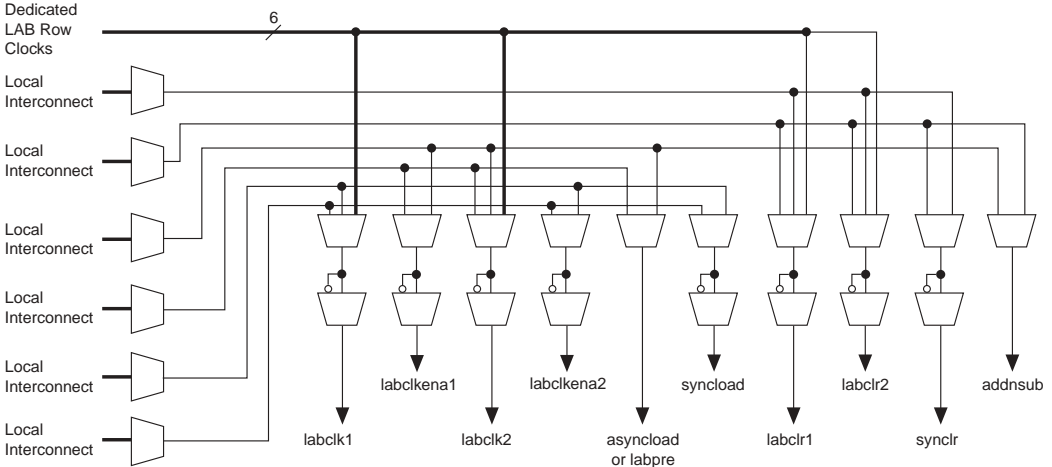 Dedicated
LAB Row
Clocks
6
Local
Interconnect
Local
Interconnect
Local
Interconnect
Local
Interconnect
Local
Interconnect
Local
Interconnect
labclkena1
labclkena2
syncload
labclr2
addnsub
labclk1
labclk2
asyncload
or labpre
labclr1
synclr